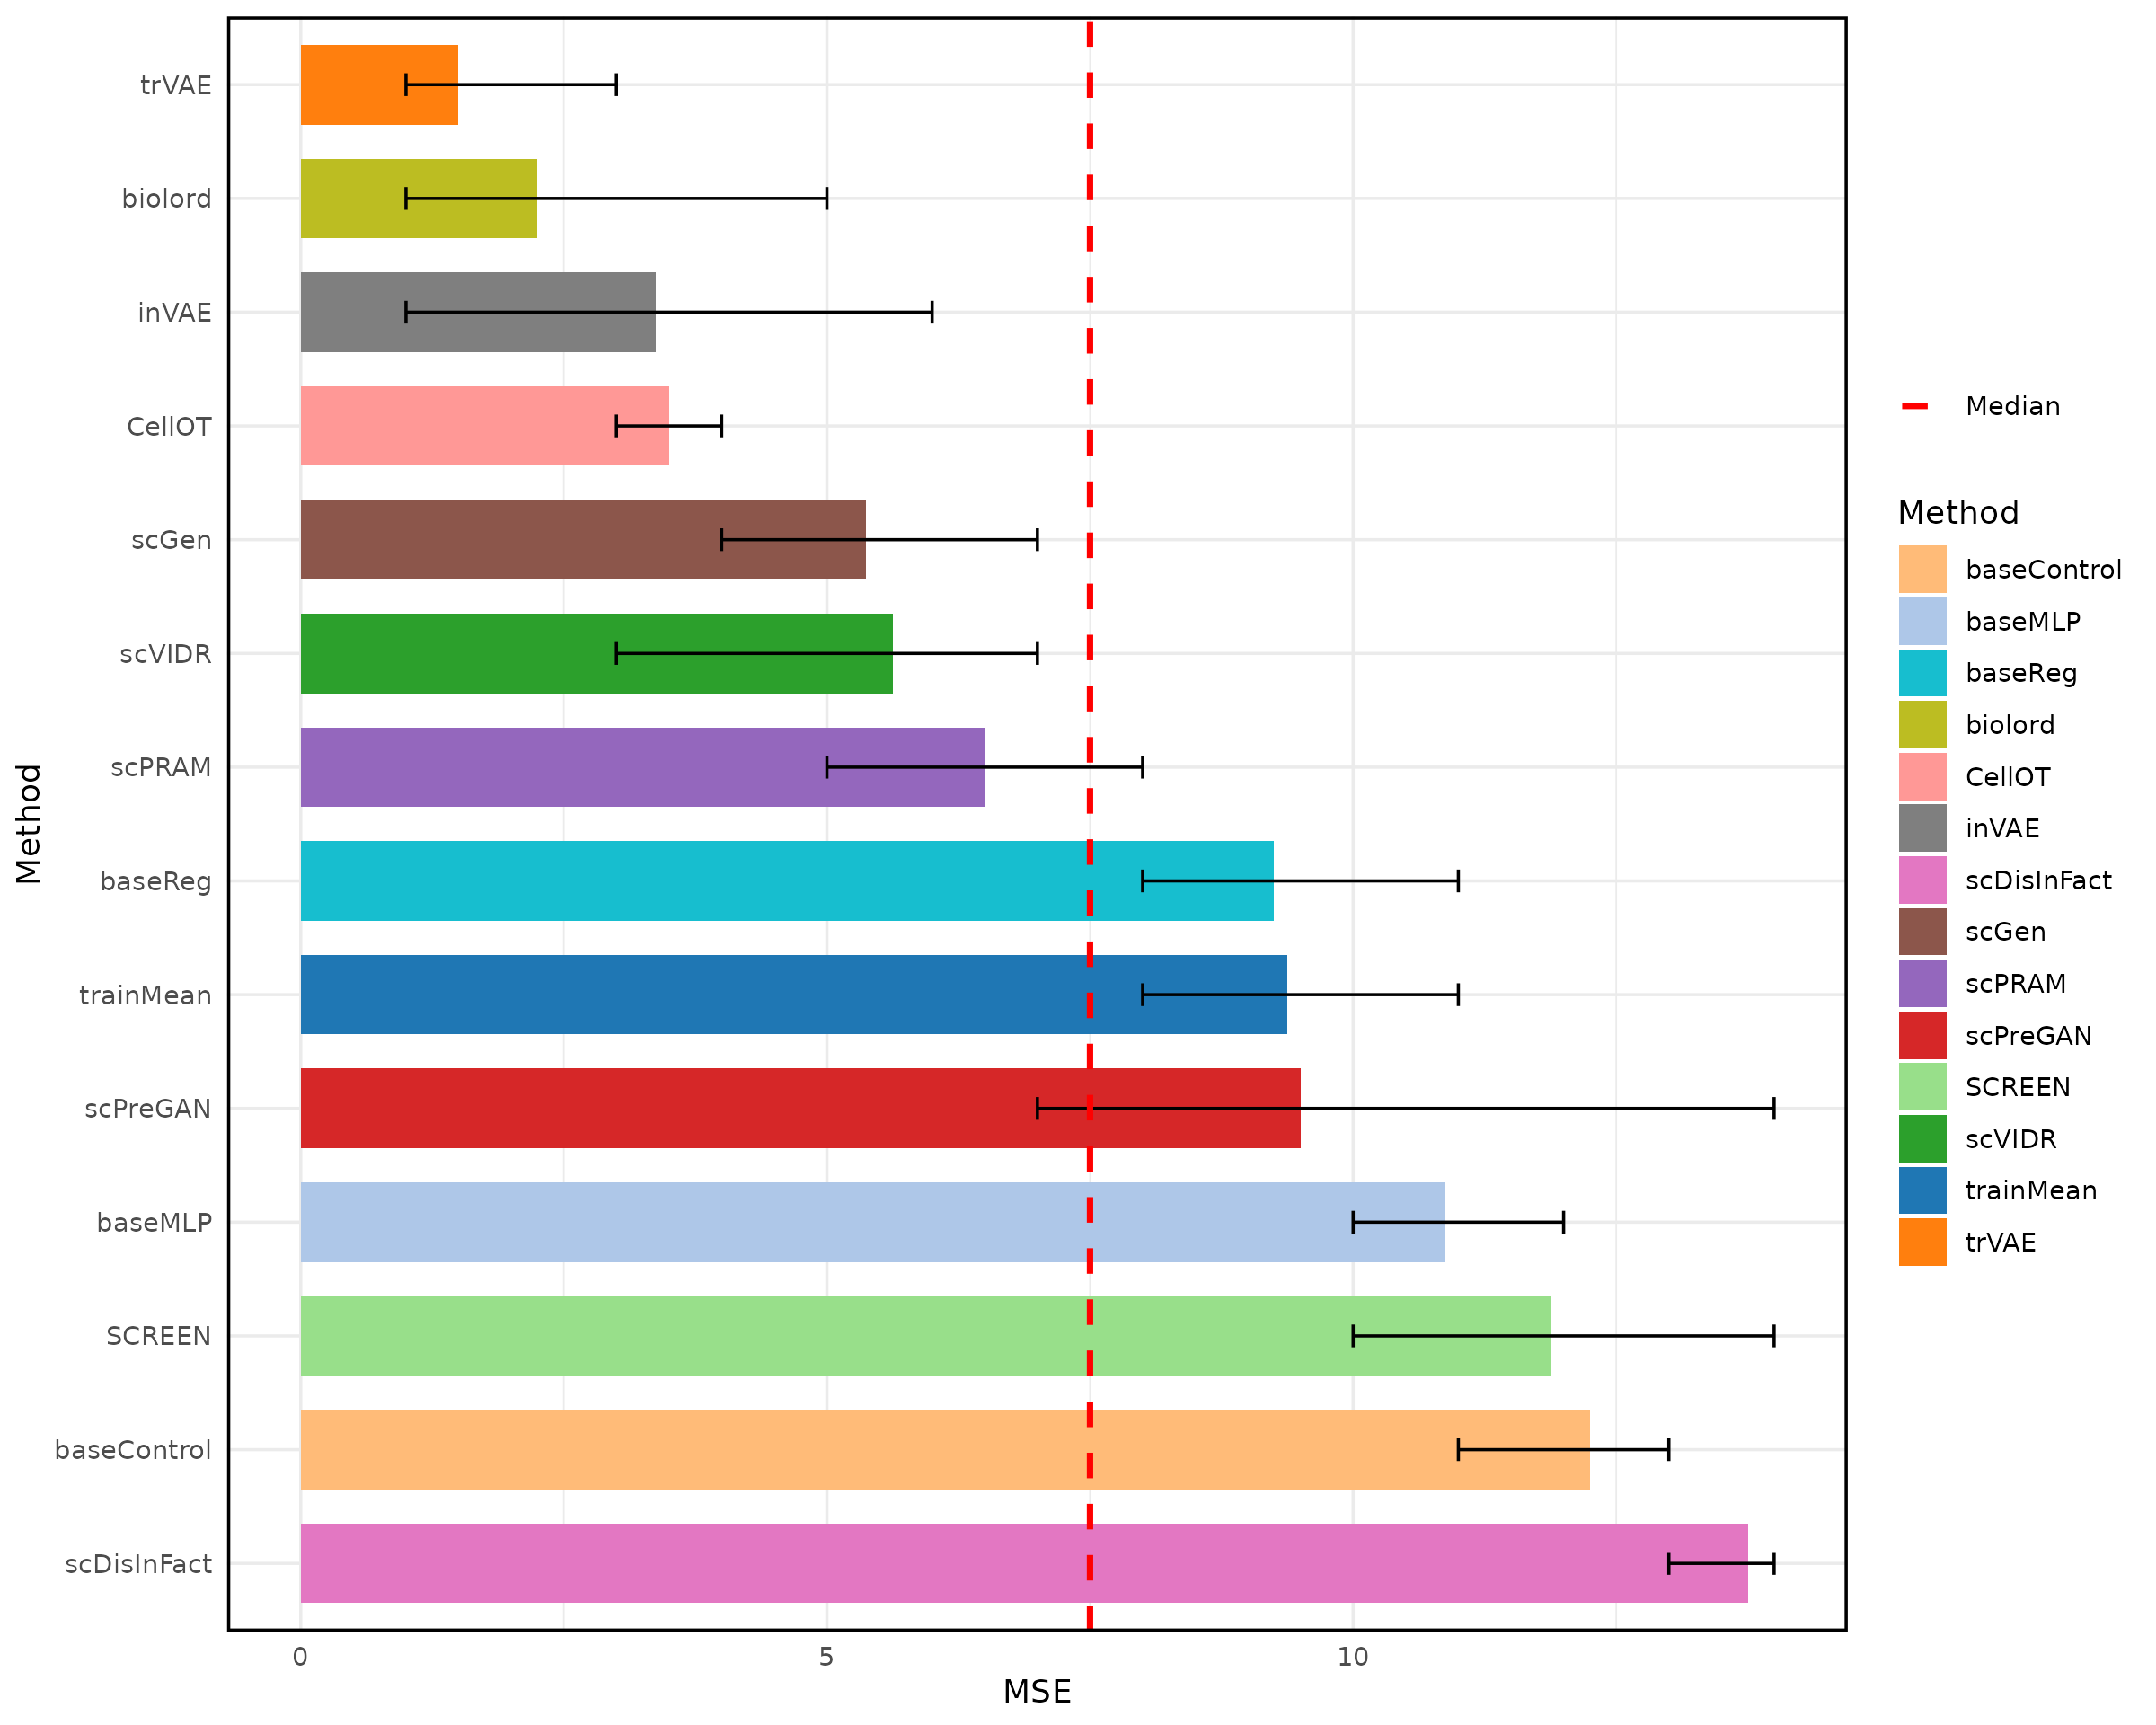 trVAE
biolord
inVAE
CellOT
scGen
scVIDR
scPRAM
baseReg
trainMean
scPreGAN
baseMLP
SCREEN
baseControl
scDisInFact
Method
0 5 10
MSE
Median
Method
baseControl
baseMLP
baseReg
biolord
CellOT
inVAE
scDisInFact
scGen
scPRAM
scPreGAN
SCREEN
scVIDR
trainMean
trVAE